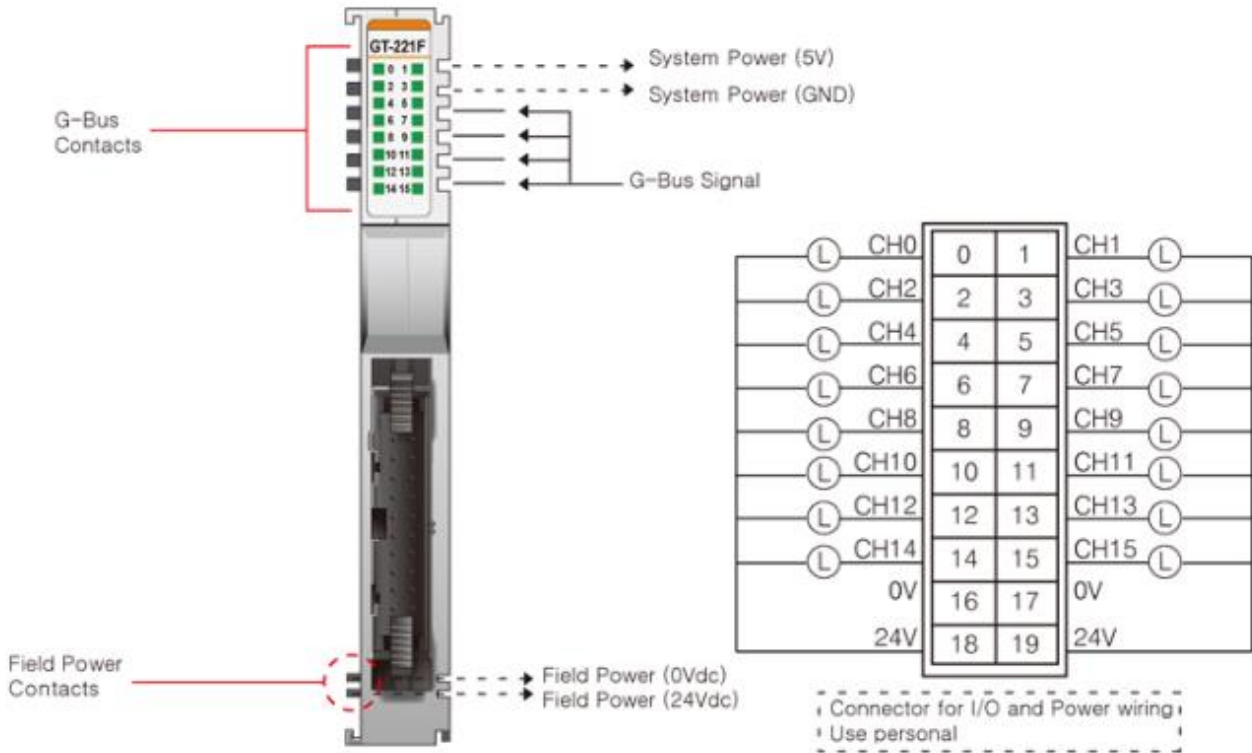 GT-221F
0 1
2 3
4 5
6 7
8 9
10 11
12 13
14 15
G-Bus
Contacts
System Power (5V)
System Power (GND)
G-Bus Signal
Field Power
Contacts
Field Power (0Vdc)
Field Power (24Vdc)
L CH0 0 1 CH1 L
L CH2 2 3 CH3 L
L CH4 4 5 CH5 L
L CH6 6 7 CH7 L
L CH8 8 9 CH9 L
L CH10 10 11 CH11 L
L CH12 12 13 CH13 L
L CH14 14 15 CH15 L
0V 16 17 0V
24V 18 19 24V
Connector for I/O and Power wiring
Use personal